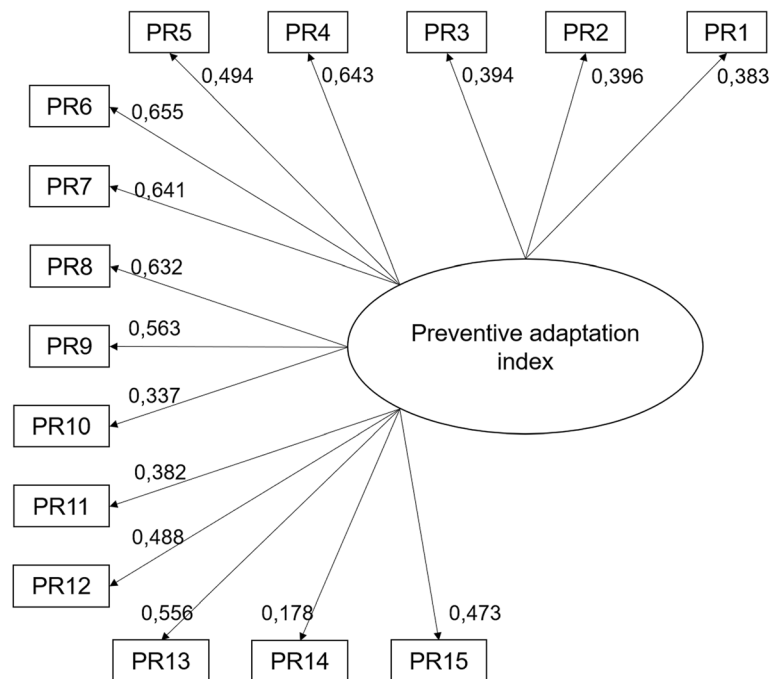 PR5
PR4
PR3
PR2
PR1
0,494
0,643
0,394
0,396
0,383
PR6
0,655
PR7
0,641
PR8
0,632
PR9
0,563
Preventive adaptation
index
PR10
0,337
PR11
0,382
PR12
0,488
0,556
0,178
0,473
PR13
PR14
PR15